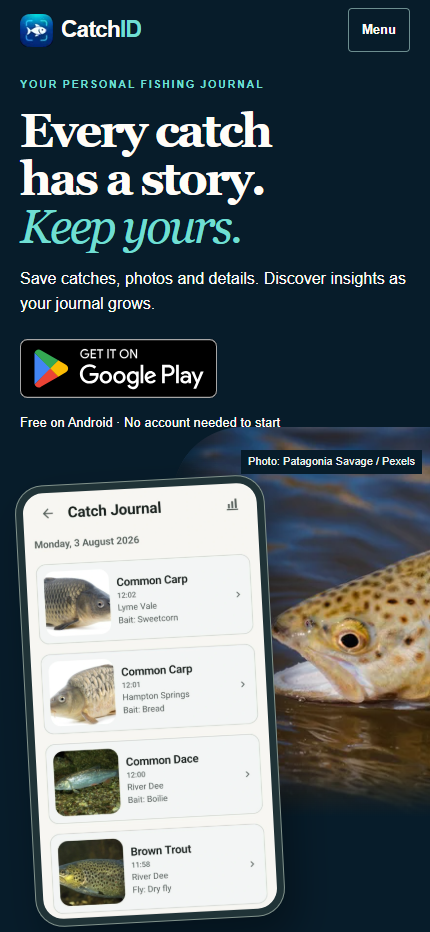 CatchID
Menu
YOUR PERSONAL FISHING JOURNAL
Every catch
has a story.
Keep yours.
Save catches, photos and details. Discover insights as
your journal grows.
GET IT ON
Google Play
Free on Android · No account needed to start
Photo: Patagonia Savage / Pexels
Catch Journal
Monday, 3 August 2026
Common Carp
12:02
Lyme Vale
Bait: Sweetcorn
Common Carp
12:01
Hampton Springs
Bait: Bread
Common Dace
12:00
River Dee
Bait: Boilie
Brown Trout
11:58
River Dee
Fly: Dry fly